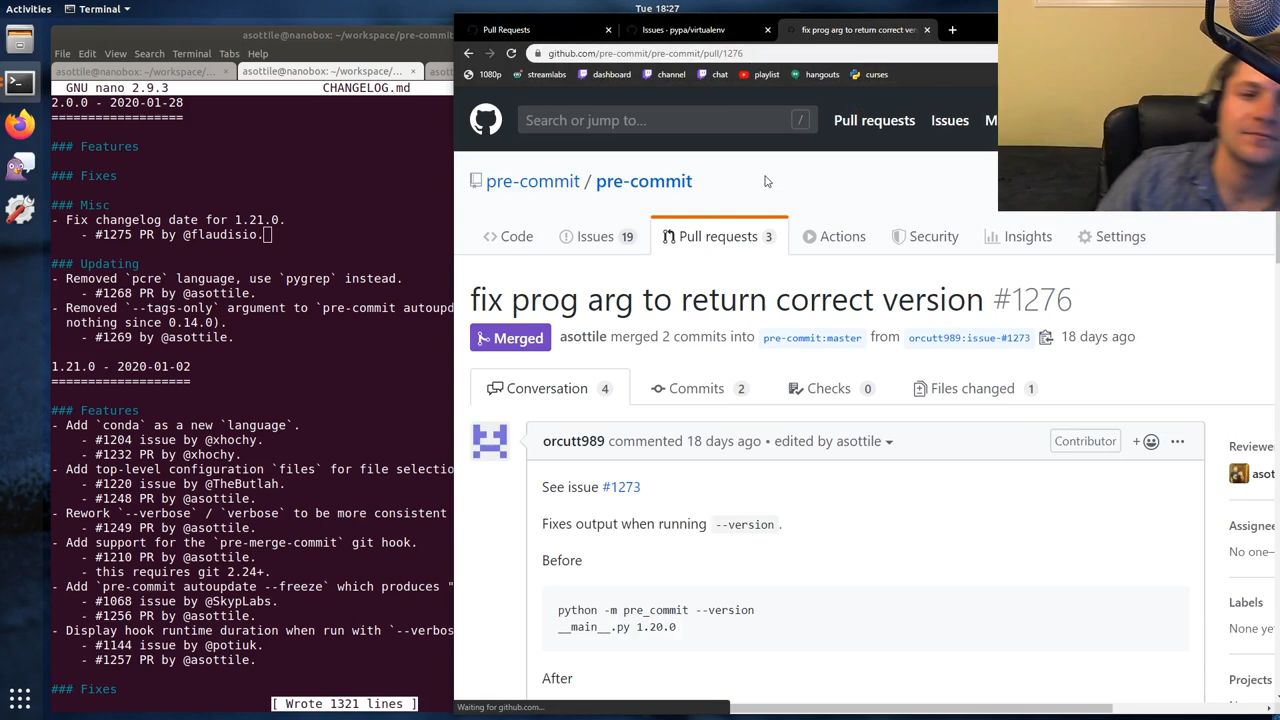 Activities
Terminal
Tue 18:27
asottile@nanobox: ~/workspace/pre-commit
File Edit View Search Terminal Tabs Help
asottile@nanobox: ~/workspace/... × asottile@nanobox: ~/workspace/... × asottile@nanobox:
GNU nano 2.9.3 CHANGELOG.md
2.0.0 - 2020-01-28
==================
### Features
### Fixes
### Misc
- Fix changelog date for 1.21.0.
- #1275 PR by @flaudisio.
### Updating
- Removed `pcre` language, use `pygrep` instead.
- #1268 PR by @asottile.
- Removed `--tags-only` argument to `pre-commit autoupd
nothing since 0.14.0).
- #1269 PR by @asottile.
1.21.0 - 2020-01-02
===================
### Features
- Add `conda` as a new `language`.
- #1204 issue by @xhochy.
- #1232 PR by @xhochy.
- Add top-level configuration `files` for file selectio
- #1220 issue by @TheButlah.
- #1248 PR by @asottile.
- Rework `--verbose` / `verbose` to be more consistent
- #1249 PR by @asottile.
- Add support for the `pre-merge-commit` git hook.
- #1210 PR by @asottile.
- this requires git 2.24+.
- Add `pre-commit autoupdate --freeze` which produces "
- #1068 issue by @SkypLabs.
- #1256 PR by @asottile.
- Display hook runtime duration when run with `--verbos
- #1144 issue by @potiuk.
- #1257 PR by @asottile.
### Fixes
[ Wrote 1321 lines ]
Pull Requests × Issues · pypa/virtualenv × fix prog arg to return correct ver × +
github.com/pre-commit/pre-commit/pull/1276
1080p streamlabs dashboard channel chat playlist hangouts curses
Search or jump to... / Pull requests Issues M
pre-commit / pre-commit
Code Issues 19 Pull requests 3 Actions Security Insights Settings
fix prog arg to return correct version #1276
Merged asottile merged 2 commits into pre-commit:master from orcutt989:issue-#1273 18 days ago
Conversation 4 Commits 2 Checks 0 Files changed 1
orcutt989 commented 18 days ago • edited by asottile Contributor
See issue #1273
Fixes output when running --version.
Before
python -m pre_commit --version
__main__.py 1.20.0
After
Reviewe
asot
Assignee
No one—
Labels
None ye
Projects
Waiting for github.com...